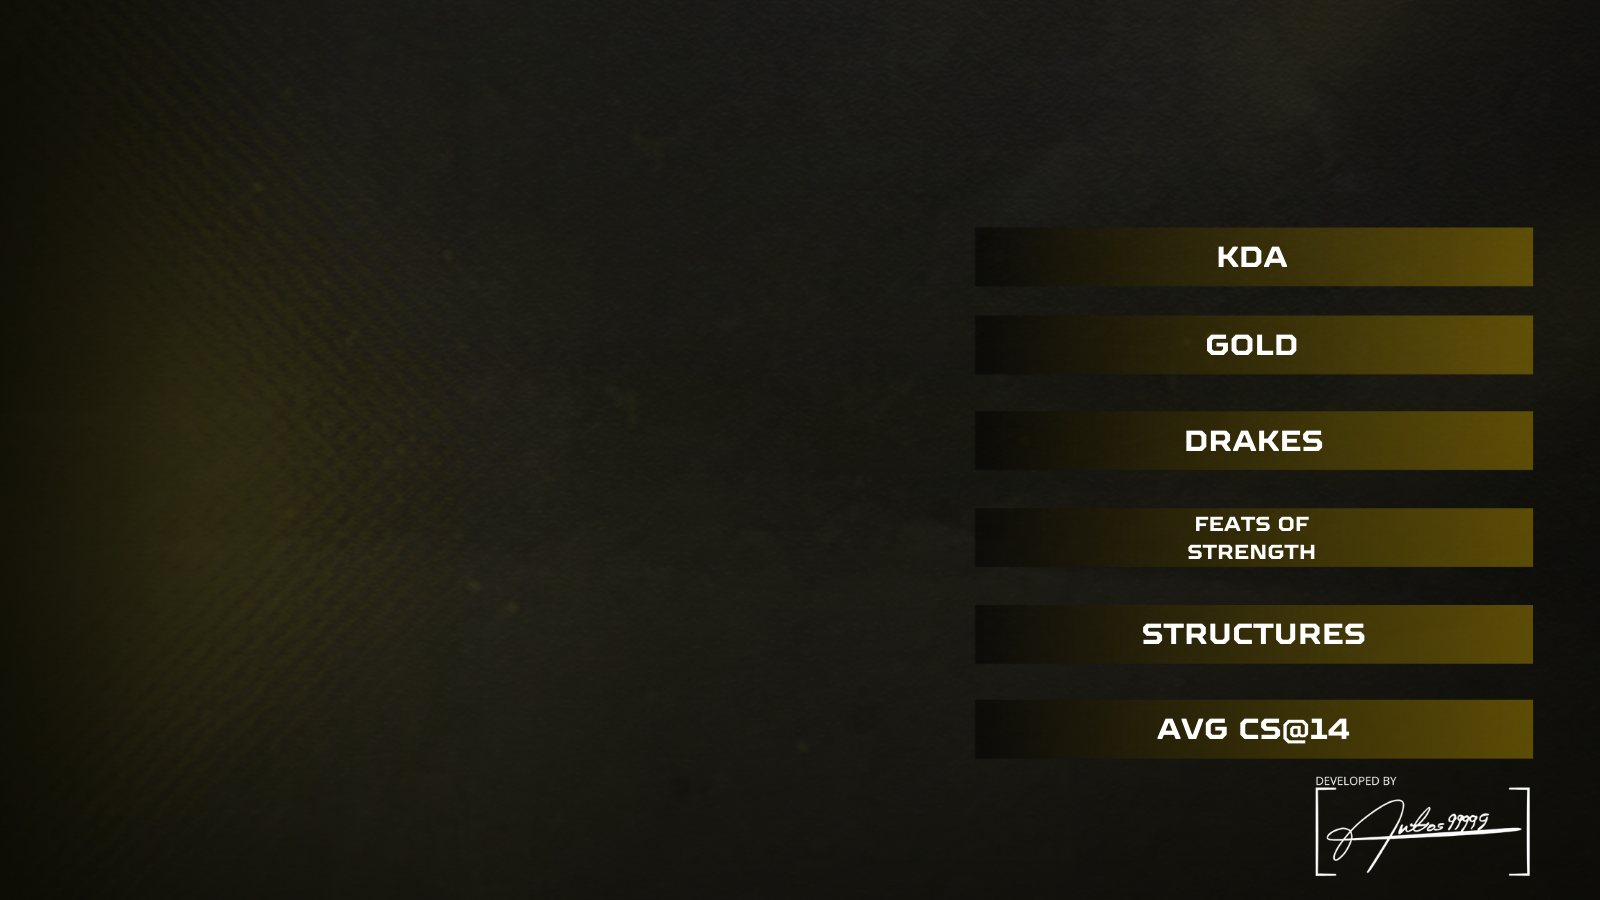 KDA
GOLD
DRAKES
FEATS OF
STRENGTH
STRUCTURES
AVG CS@14
DEVELOPED BY